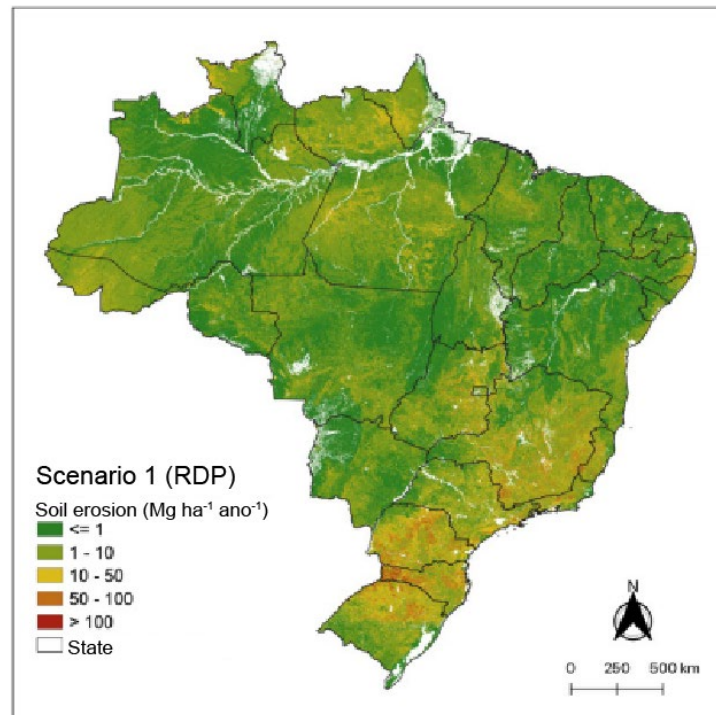 Scenario 1 (RDP)
Soil erosion (Mg ha⁻¹ ano⁻¹)
<= 1
1 - 10
10 - 50
50 - 100
> 100
State
N
0 250 500 km